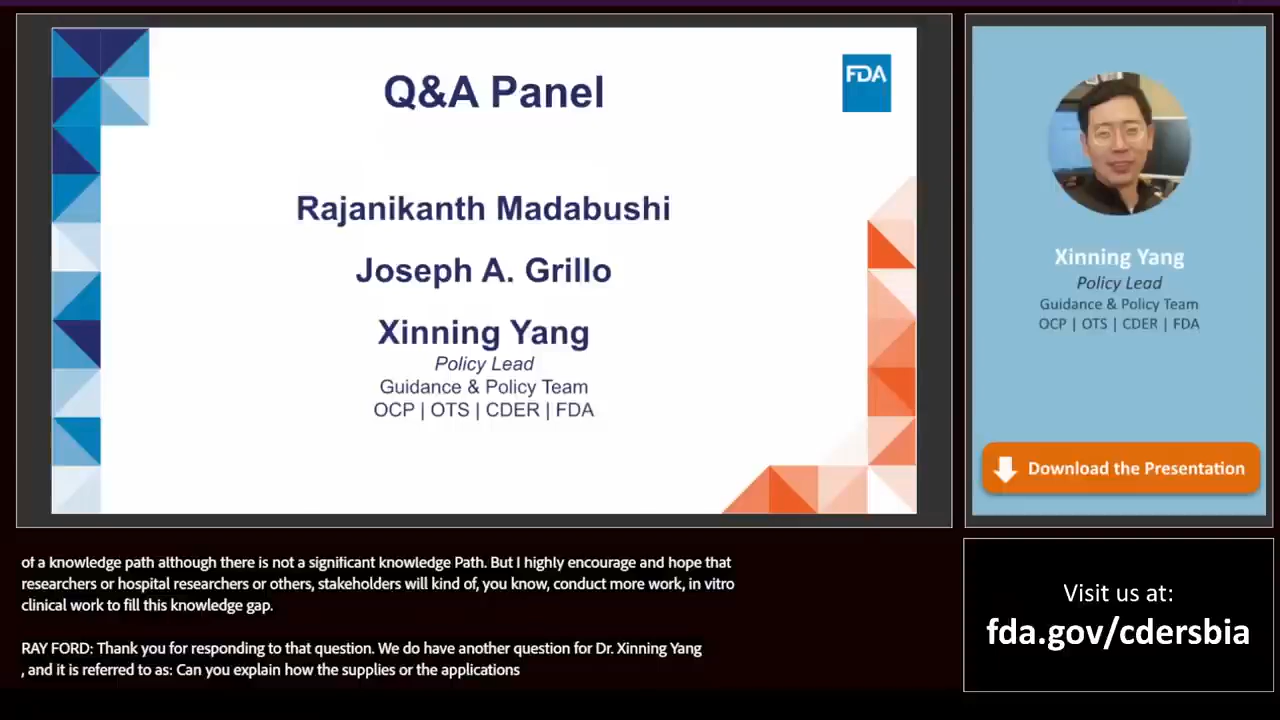 Q&A Panel
FDA
Rajanikanth Madabushi
Joseph A. Grillo
Xinning Yang
Policy Lead
Guidance & Policy Team
OCP | OTS | CDER | FDA
Xinning Yang
Policy Lead
Guidance & Policy Team
OCP | OTS | CDER | FDA
Download the Presentation
of a knowledge path although there is not a significant knowledge Path. But I highly encourage and hope that
researchers or hospital researchers or others, stakeholders will kind of, you know, conduct more work, in vitro
clinical work to fill this knowledge gap.
RAY FORD: Thank you for responding to that question. We do have another question for Dr. Xinning Yang
, and it is referred to as: Can you explain how the supplies or the applications
Visit us at:
fda.gov/cdersbia